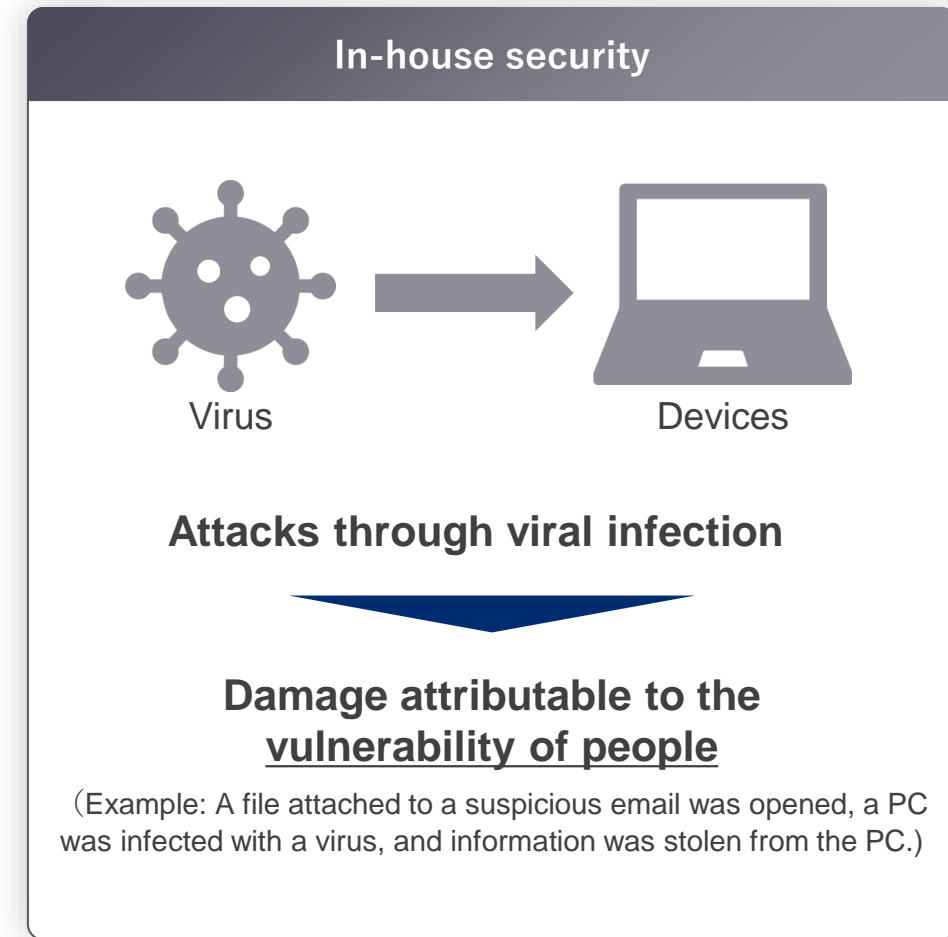 In-house security
Virus
Devices
Attacks through viral infection
Damage attributable to the
vulnerability of people
（Example: A file attached to a suspicious email was opened, a PC
was infected with a virus, and information was stolen from the PC.)